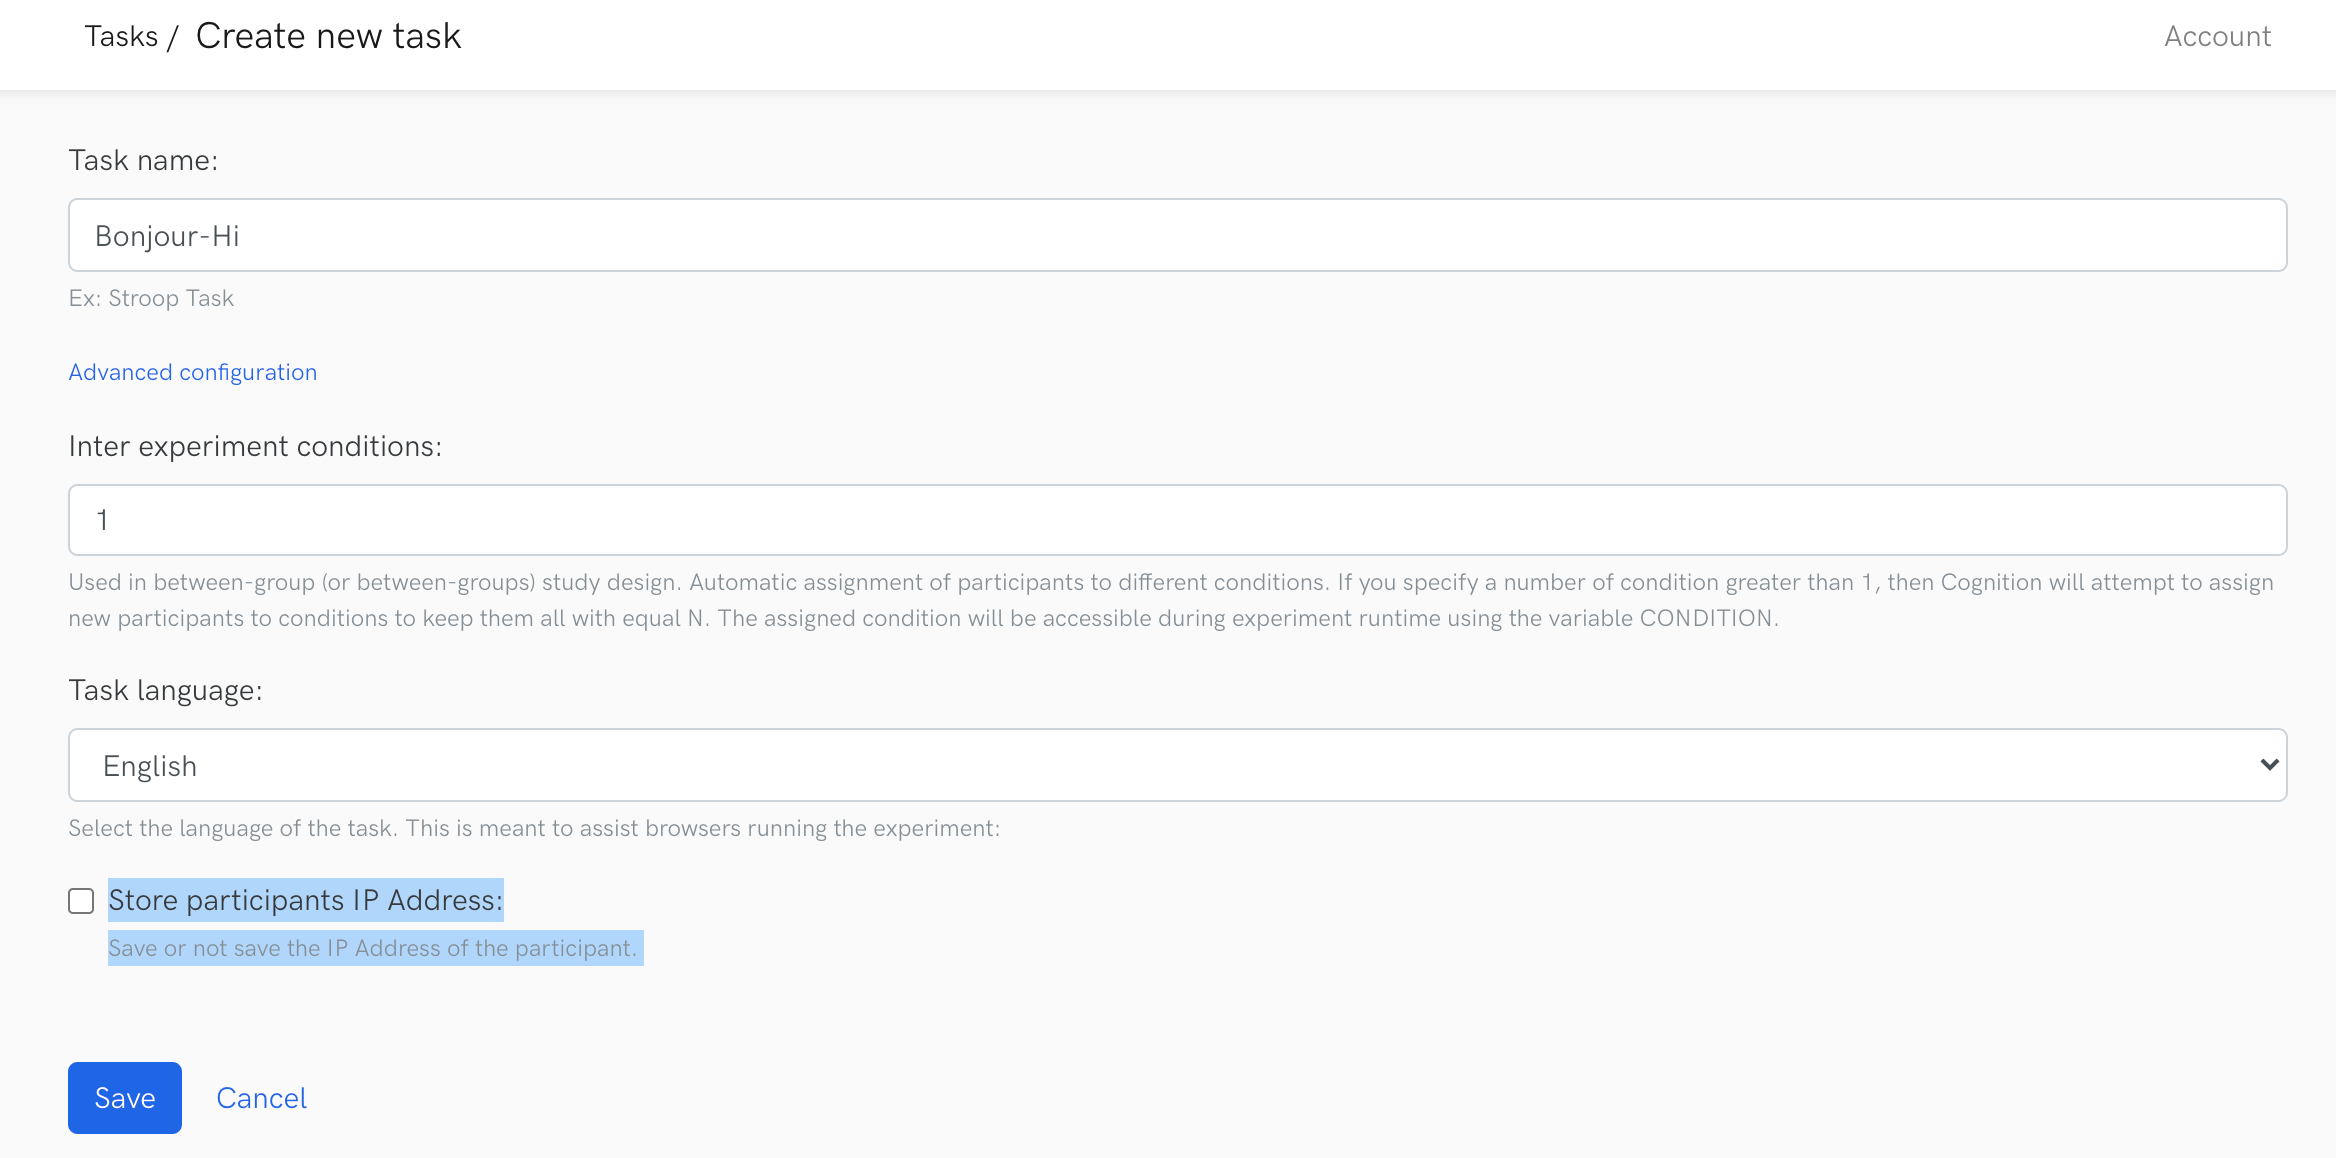 Tasks / Create new task
Account
Task name:
Bonjour-Hi
Ex: Stroop Task
Advanced configuration
Inter experiment conditions:
1
Used in between-group (or between-groups) study design. Automatic assignment of participants to different conditions. If you specify a number of condition greater than 1, then Cognition will attempt to assign
new participants to conditions to keep them all with equal N. The assigned condition will be accessible during experiment runtime using the variable CONDITION.
Task language:
English
Select the language of the task. This is meant to assist browsers running the experiment:
Store participants IP Address:
Save or not save the IP Address of the participant.
Save
Cancel